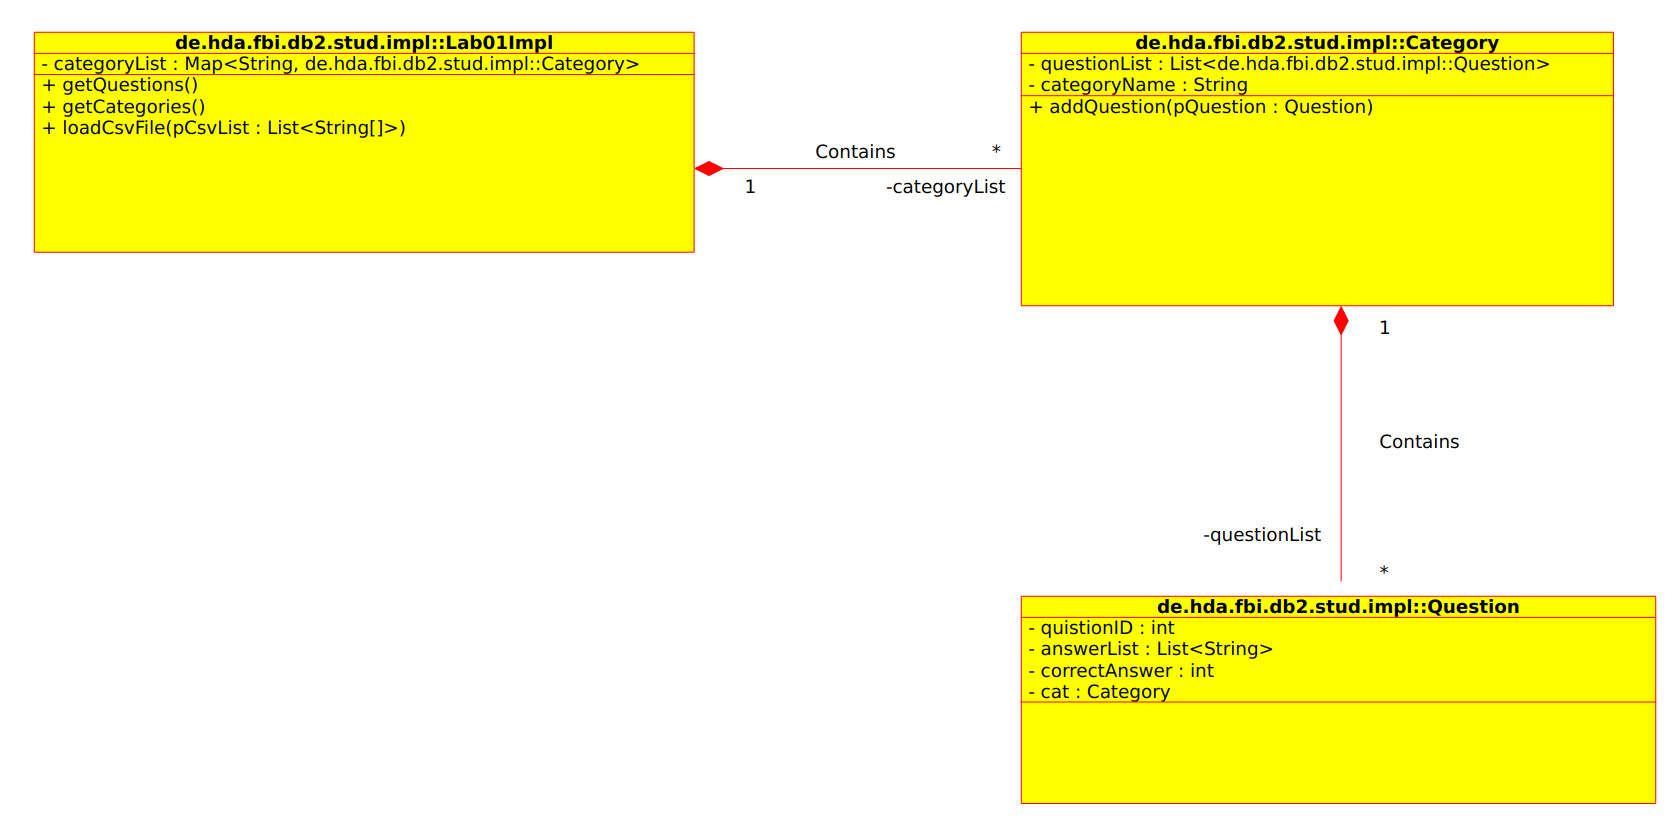 de.hda.fbi.db2.stud.impl::Lab01Impl
- categoryList : Map<String, de.hda.fbi.db2.stud.impl::Category>
+ getQuestions()
+ getCategories()
+ loadCsvFile(pCsvList : List<String[]>)
Contains
*
1
-categoryList
de.hda.fbi.db2.stud.impl::Category
- questionList : List<de.hda.fbi.db2.stud.impl::Question>
- categoryName : String
+ addQuestion(pQuestion : Question)
1
Contains
-questionList
*
de.hda.fbi.db2.stud.impl::Question
- quistionID : int
- answerList : List<String>
- correctAnswer : int
- cat : Category